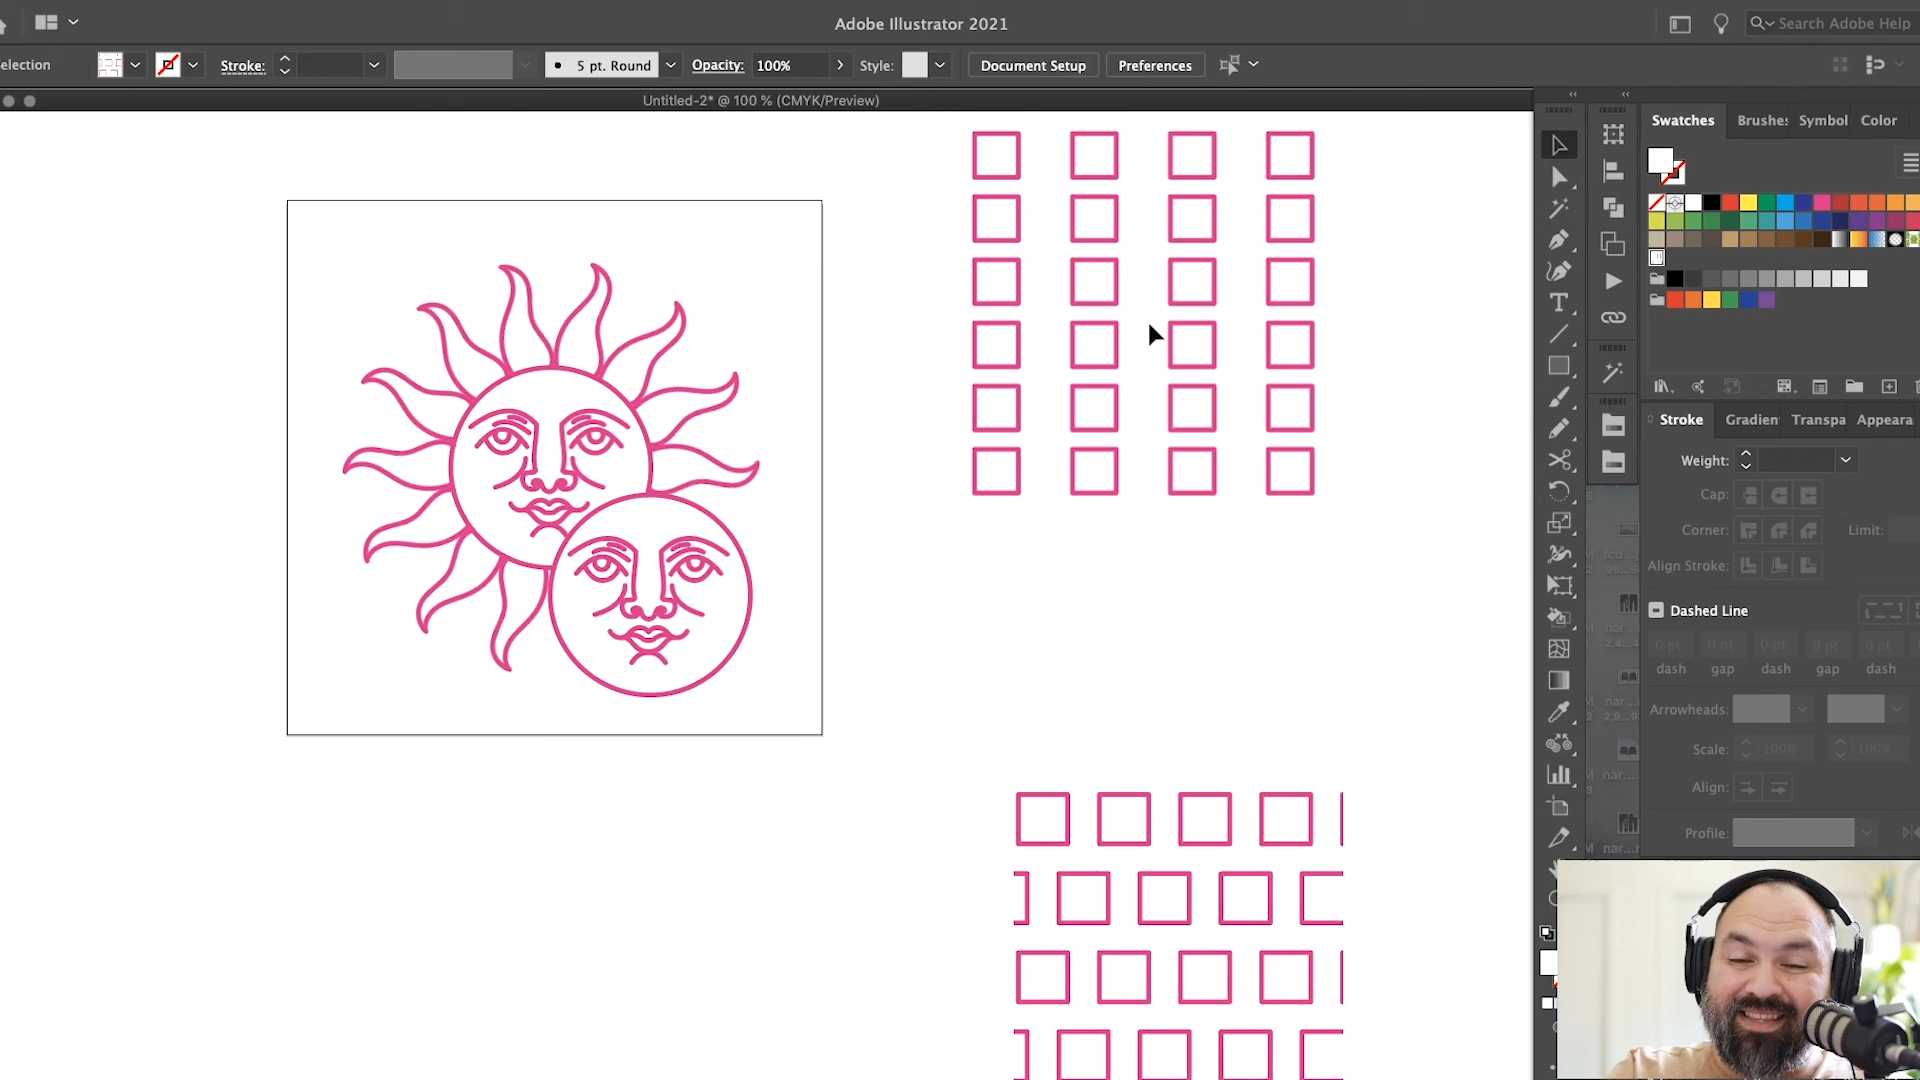 Adobe Illustrator 2021
Search Adobe Help
election
Stroke:
5 pt. Round
Opacity:
100%
Style:
Document Setup
Preferences
Untitled-2* @ 100 % (CMYK/Preview)
Swatches
Brushes
Symbol
Color
Stroke
Gradien
Transpa
Appeara
Weight:
Cap:
Corner:
Limit:
Align Stroke:
Dashed Line
0 pt
0 pt
0 pt
0 pt
0 pt
dash
gap
dash
gap
dash
Arrowheads:
Scale:
100%
100%
Align:
Profile: